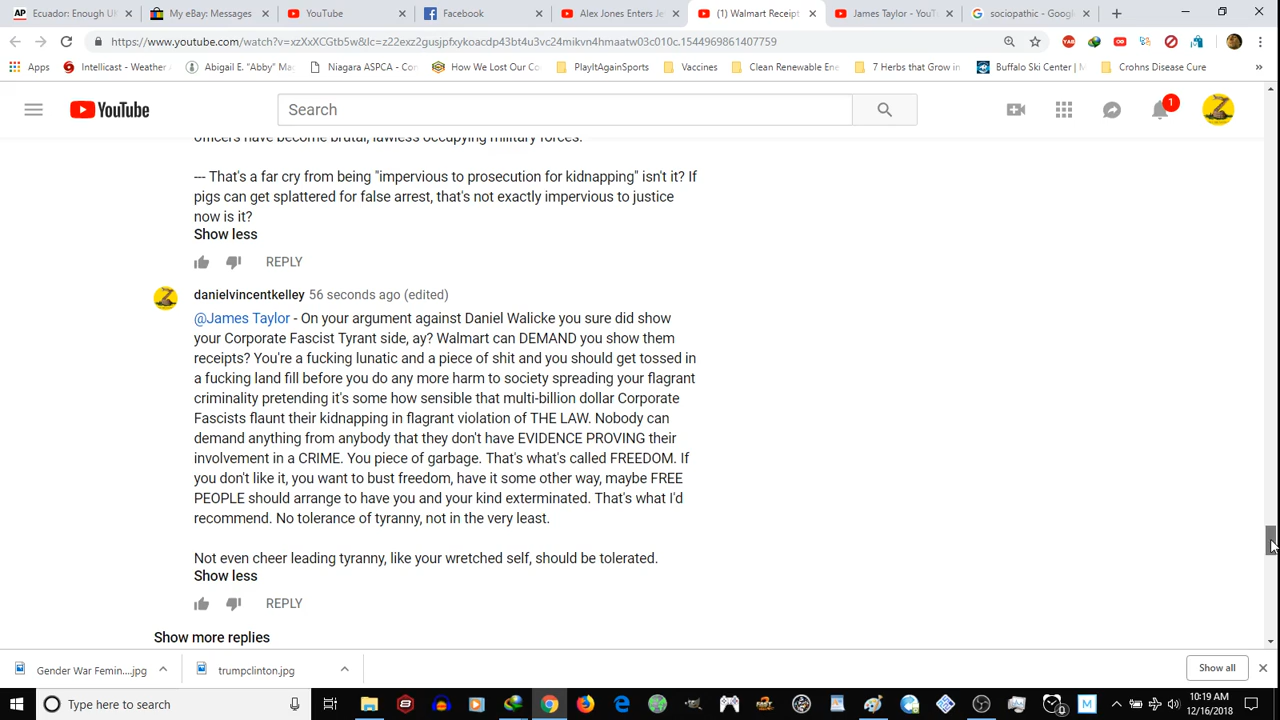 AP Ecuador: Enough Ul
My eBay: Messages
YouTube
Facebook
Alex Jones Enters Je
(1) Walmart Receipt
James Taylor - YouT
sociopathic - Google
https://www.youtube.com/watch?v=xzXxXCGtb5w&lc=z22exz2gusjpfxykoacdp43bt4u3vc24mikvn4hmaatw03c010c.1544969861407759
Apps
Intellicast - Weather
Abigail E. "Abby" Ma
Niagara ASPCA - Co
How We Lost Our Co
PlayItAgainSports
Vaccines
Clean Renewable En
7 Herbs that Grow in
Buffalo Ski Center | M
Crohns Disease Cure
»
YouTube
Search
1
officers have become brutal, lawless occupying military forces.
--- That's a far cry from being "impervious to prosecution for kidnapping" isn't it? If
pigs can get splattered for false arrest, that's not exactly impervious to justice
now is it?
Show less
REPLY
danielvincentkelley 56 seconds ago (edited)
@James Taylor - On your argument against Daniel Walicke you sure did show
your Corporate Fascist Tyrant side, ay? Walmart can DEMAND you show them
receipts? You're a fucking lunatic and a piece of shit and you should get tossed in
a fucking land fill before you do any more harm to society spreading your flagrant
criminality pretending it's some how sensible that multi-billion dollar Corporate
Fascists flaunt their kidnapping in flagrant violation of THE LAW. Nobody can
demand anything from anybody that they don't have EVIDENCE PROVING their
involvement in a CRIME. You piece of garbage. That's what's called FREEDOM. If
you don't like it, you want to bust freedom, have it some other way, maybe FREE
PEOPLE should arrange to have you and your kind exterminated. That's what I'd
recommend. No tolerance of tyranny, not in the very least.
Not even cheer leading tyranny, like your wretched self, should be tolerated.
Show less
REPLY
Show more replies
Gender War Femin....jpg
trumpclinton.jpg
Show all
Type here to search
10:19 AM
12/16/2018